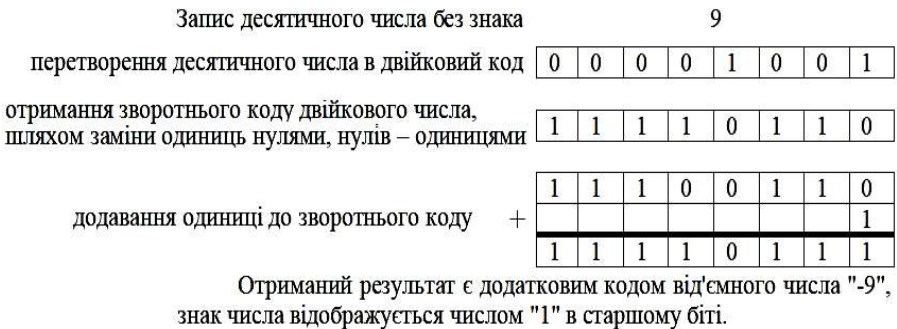 Запис десятичного числа без знака 9
перетворення десятичного числа в двійковий код 0 0 0 0 1 0 0 1
отримання зворотнього коду двійкового числа,
шляхом заміни одиниць нулями, нулів – одиницями 1 1 1 1 0 1 1 0
1 1 1 0 0 1 1 0
додавання одиниці до зворотнього коду + 1
1 1 1 1 0 1 1 1
Отриманий результат є додатковим кодом від'ємного числа "-9",
знак числа відображується числом "1" в старшому біті.